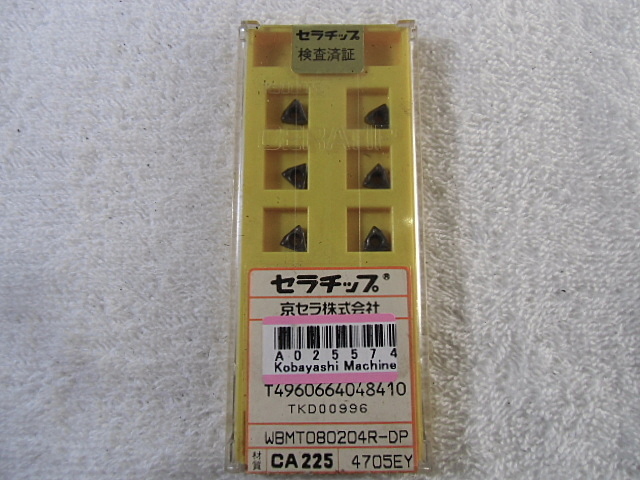 セラチップ
検査済証
CERATIP
セラチップ®
京セラ株式会社
A025574
Kobayashi Machine
T4960664048410
TKD00996
WBMT080204R-DP
材質 CA225 4705EY